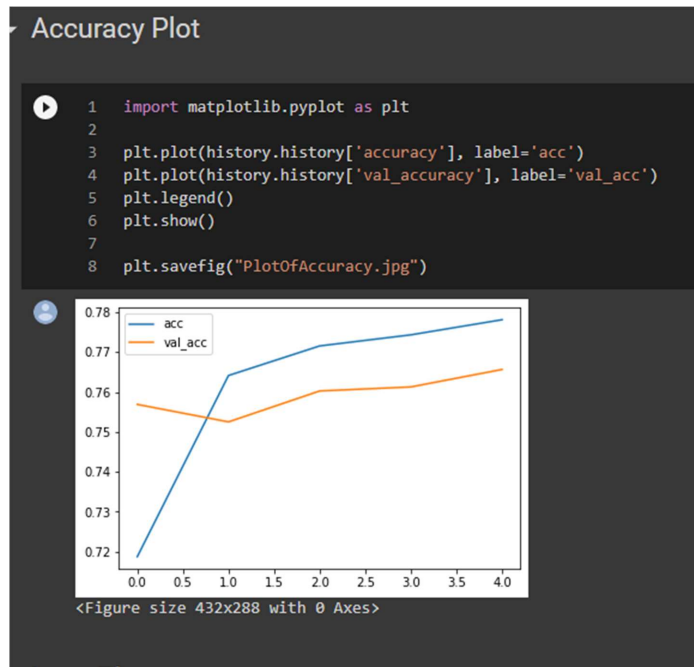 Accuracy Plot
1 import matplotlib.pyplot as plt
2
3 plt.plot(history.history['accuracy'], label='acc')
4 plt.plot(history.history['val_accuracy'], label='val_acc')
5 plt.legend()
6 plt.show()
7
8 plt.savefig("PlotOfAccuracy.jpg")
acc
val_acc
0.78
0.77
0.76
0.75
0.74
0.73
0.72
0.0 0.5 1.0 1.5 2.0 2.5 3.0 3.5 4.0
<Figure size 432x288 with 0 Axes>